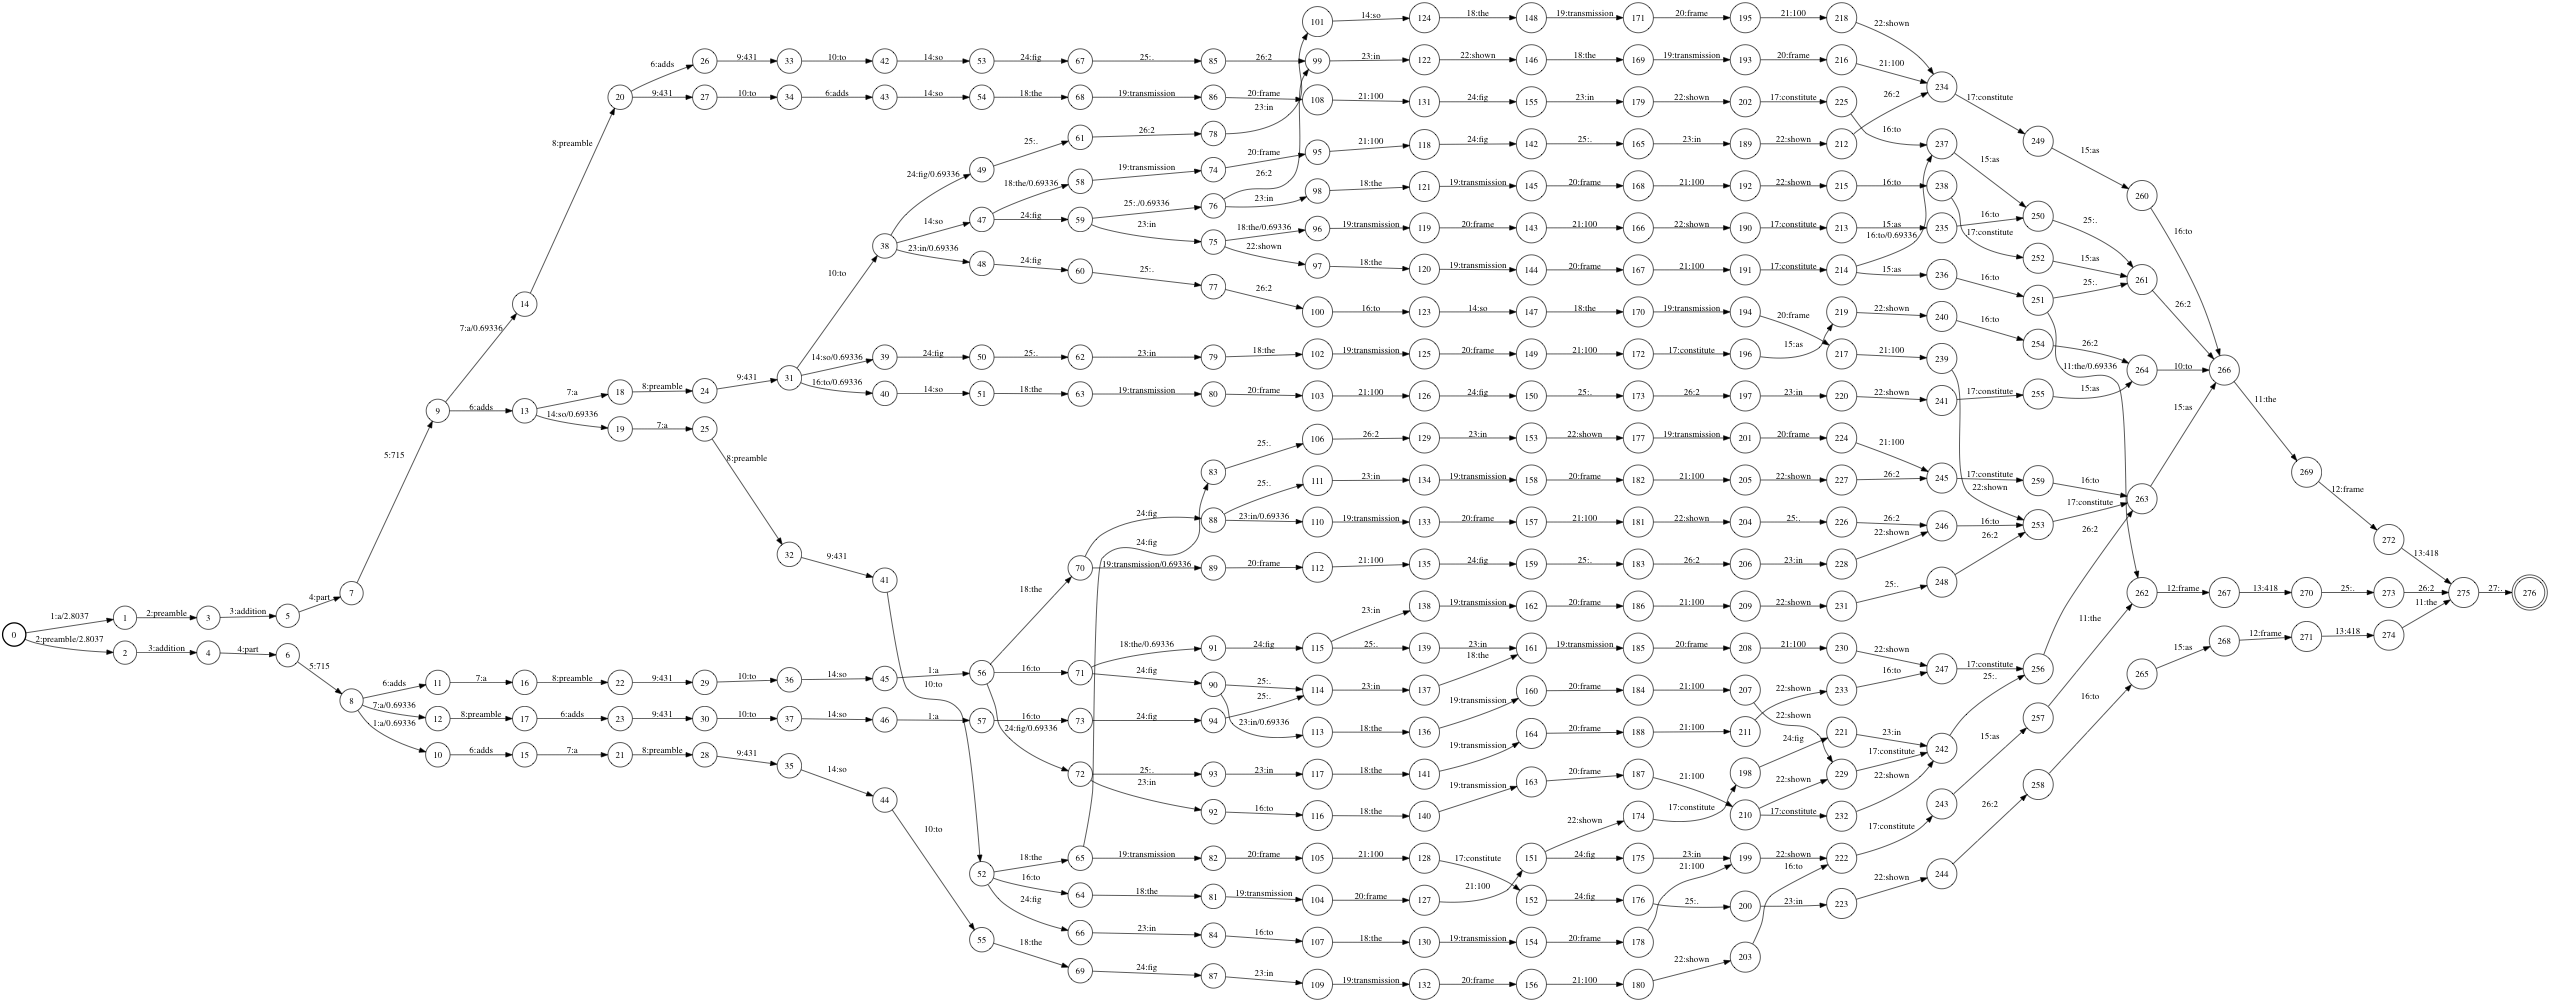 101 14:so 124 18:the 148 19:transmission 171 20:frame 195 21:100 218 22:shown
20 6:adds 26 9:431 33 10:to 42 14:so 53 24:fig 67 25:. 85 26:2 99 23:in 122 22:shown 146 18:the 169 19:transmission 193 20:frame 216 21:100 234 17:constitute
9:431 27 10:to 34 6:adds 43 14:so 54 18:the 68 19:transmission 86 20:frame 108 21:100 131 24:fig 155 23:in 179 22:shown 202 17:constitute 225 16:to
8:preamble 49 25:. 61 26:2 78 23:in
24:fig/0.69336 18:the/0.69336 58 19:transmission 74 20:frame 95 21:100 118 24:fig 142 25:. 165 23:in 189 22:shown 212 26:2 237 15:as 249 15:as
38 14:so 47 24:fig 59 25:./0.69336 76 26:2 23:in 98 18:the 121 19:transmission 145 20:frame 168 21:100 192 22:shown 215 16:to 238 17:constitute 260 16:to
23:in 75 18:the/0.69336 96 19:transmission 119 20:frame 143 21:100 166 22:shown 190 17:constitute 213 15:as 235 16:to 250 25:.
22:shown 97 18:the 120 19:transmission 144 20:frame 167 21:100 191 17:constitute 214 16:to/0.69336 15:as 236 16:to 252 15:as 261 26:2
23:in/0.69336 48 24:fig 60 25:. 77 26:2 100 16:to 123 14:so 147 18:the 170 19:transmission 194 20:frame 219 22:shown 240 16:to 251 25:. 11:the/0.69336
14 7:a/0.69336 10:to
31 14:so/0.69336 39 24:fig 50 25:. 62 23:in 79 18:the 102 19:transmission 125 20:frame 149 21:100 172 17:constitute 196 15:as 217 21:100 239 22:shown 254 26:2 264 10:to 266 11:the
16:to/0.69336 40 14:so 51 18:the 63 19:transmission 80 20:frame 103 21:100 126 24:fig 150 25:. 173 26:2 197 23:in 220 22:shown 241 17:constitute 255 15:as
5:715 9 6:adds 13 7:a 18 8:preamble 24 9:431
14:so/0.69336 19 7:a 25 8:preamble 32 9:431 41 10:to
83 25:. 106 26:2 129 23:in 153 22:shown 177 19:transmission 201 20:frame 224 21:100
24:fig 88 25:. 111 23:in 134 19:transmission 158 20:frame 182 21:100 205 22:shown 227 26:2 245 17:constitute 259 16:to 263 15:as 269 12:frame
23:in/0.69336 110 19:transmission 133 20:frame 157 21:100 181 22:shown 204 25:. 226 26:2 246 16:to 253 17:constitute 272 13:418
70 24:fig 19:transmission/0.69336 89 20:frame 112 21:100 135 24:fig 159 25:. 183 26:2 206 23:in 228 22:shown 248 26:2
18:the 23:in 138 19:transmission 162 20:frame 186 21:100 209 22:shown 231 25:. 26:2 262 12:frame 267 13:418 270 25:. 273 26:2 275 27:. 276
0 1:a/2.8037 1 2:preamble 3 3:addition 5 4:part 7
2:preamble/2.8037 2 3:addition 4 4:part 6 5:715
18:the/0.69336 91 24:fig 115 25:. 139 23:in 161 19:transmission 185 20:frame 208 21:100 230 22:shown 11:the 265 15:as 268 12:frame 271 13:418 274 11:the
8 6:adds 11 7:a 16 8:preamble 22 9:431 29 10:to 36 14:so 45 1:a 56 16:to 71 24:fig 90 25:. 114 23:in 137 18:the 160 20:frame 184 21:100 207 22:shown 233 16:to 247 17:constitute 256
7:a/0.69336 12 8:preamble 17 6:adds 23 9:431 30 10:to 37 14:so 46 1:a 57 16:to 73 24:fig 94 25:. 23:in/0.69336 113 18:the 136 19:transmission 164 20:frame 188 21:100 211 22:shown 25:. 257 15:as
1:a/0.69336 10 6:adds 15 7:a 21 8:preamble 28 9:431 35 14:so 24:fig/0.69336 72 25:. 93 23:in 117 18:the 141 19:transmission 198 24:fig 221 23:in 242 16:to
23:in 92 16:to 116 18:the 140 19:transmission 163 20:frame 187 21:100 229 17:constitute 258
44 10:to 174 17:constitute 210 22:shown 17:constitute 232 22:shown 243 26:2
52 18:the 65 24:fig 19:transmission 82 20:frame 105 21:100 128 17:constitute 151 22:shown 24:fig 175 23:in 199 22:shown 222 17:constitute
16:to 64 18:the 81 19:transmission 104 20:frame 127 21:100 152 24:fig 176 25:. 200 23:in 223 22:shown 244
24:fig 66 23:in 84 16:to 107 18:the 130 19:transmission 154 20:frame 178 21:100 16:to
55 18:the 69 24:fig 87 23:in 109 19:transmission 132 20:frame 156 21:100 180 22:shown 203